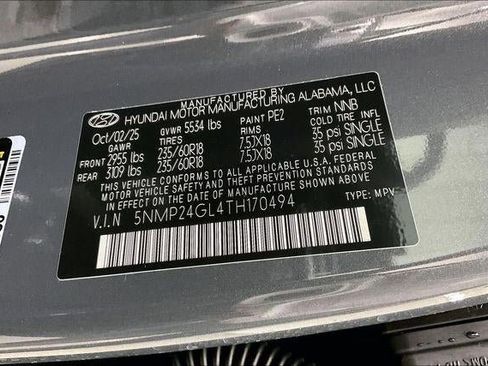 MANUFACTURED BY
HYUNDAI MOTOR MANUFACTURING ALABAMA, LLC
Oct/02/25 GVWR 5534 lbs PAINT PE2 TRIM NNB
GAWR TIRES RIMS COLD TIRE INFL
FRONT 2955 lbs 235/60R18 7.5JX18 35 psi SINGLE
REAR 3109 lbs 235/60R18 7.5JX18 35 psi SINGLE
THIS VEHICLE CONFORMS TO ALL APPLICABLE U.S.A. FEDERAL
MOTOR VEHICLE SAFETY STANDARDS IN EFFECT ON THE
DATE OF MANUFACTURE SHOWN ABOVE.
V.I.N 5NMP24GL4TH170494 TYPE: MPV